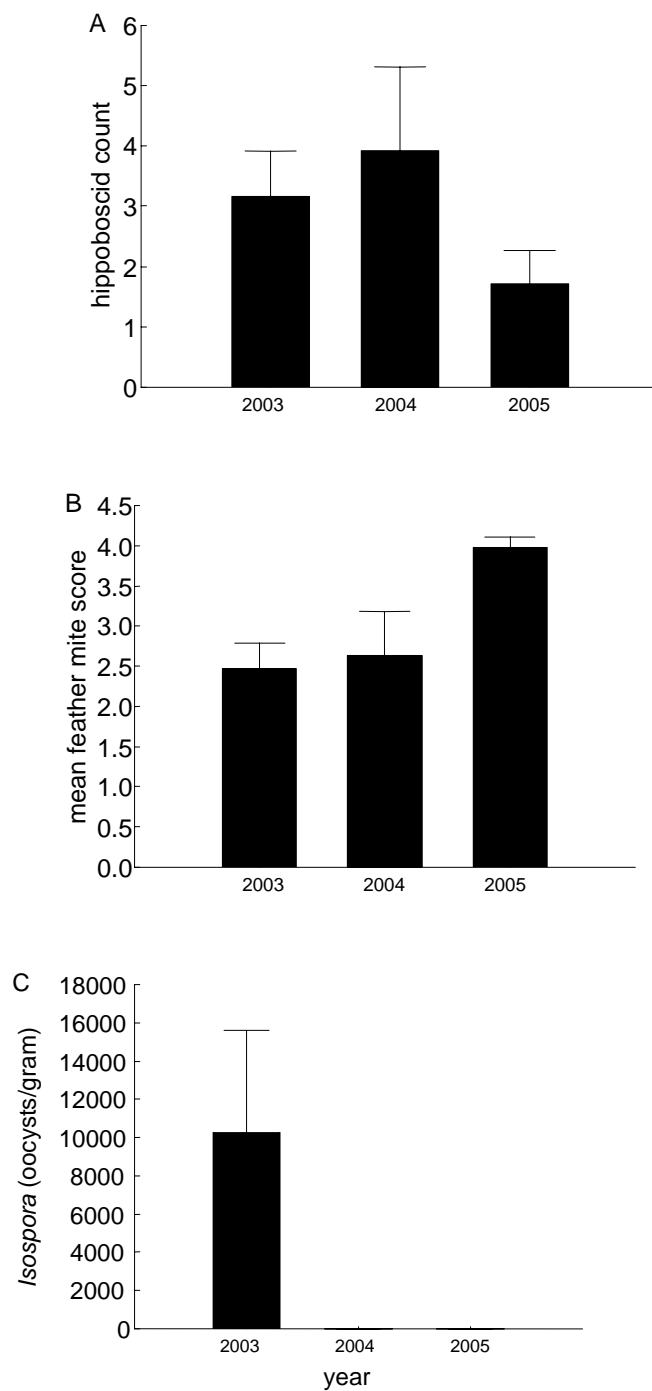 A
hippoboscid count
6
5
4
3
2
1
0
2003 2004 2005
B
mean feather mite score
4.5
4.0
3.5
3.0
2.5
2.0
1.5
1.0
0.5
0.0
2003 2004 2005
C
Isospora (oocysts/gram)
18000
16000
14000
12000
10000
8000
6000
4000
2000
0
2003 2004 2005
year